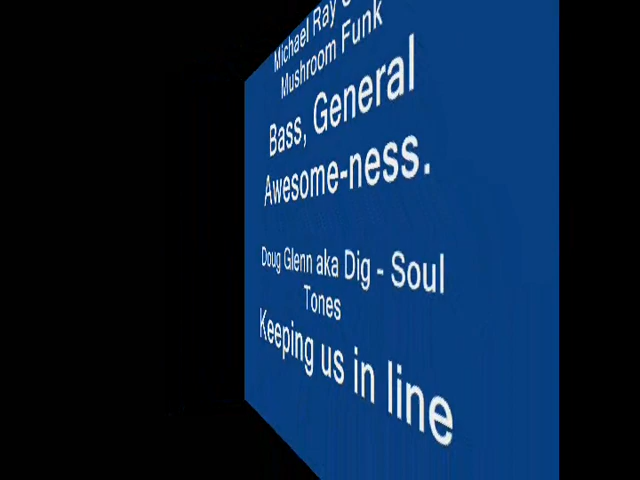 Michael Ray
Mushroom Funk
Bass, General
Awesome-ness.
Doug Glenn aka Dig - Soul
Tones
Keeping us in line